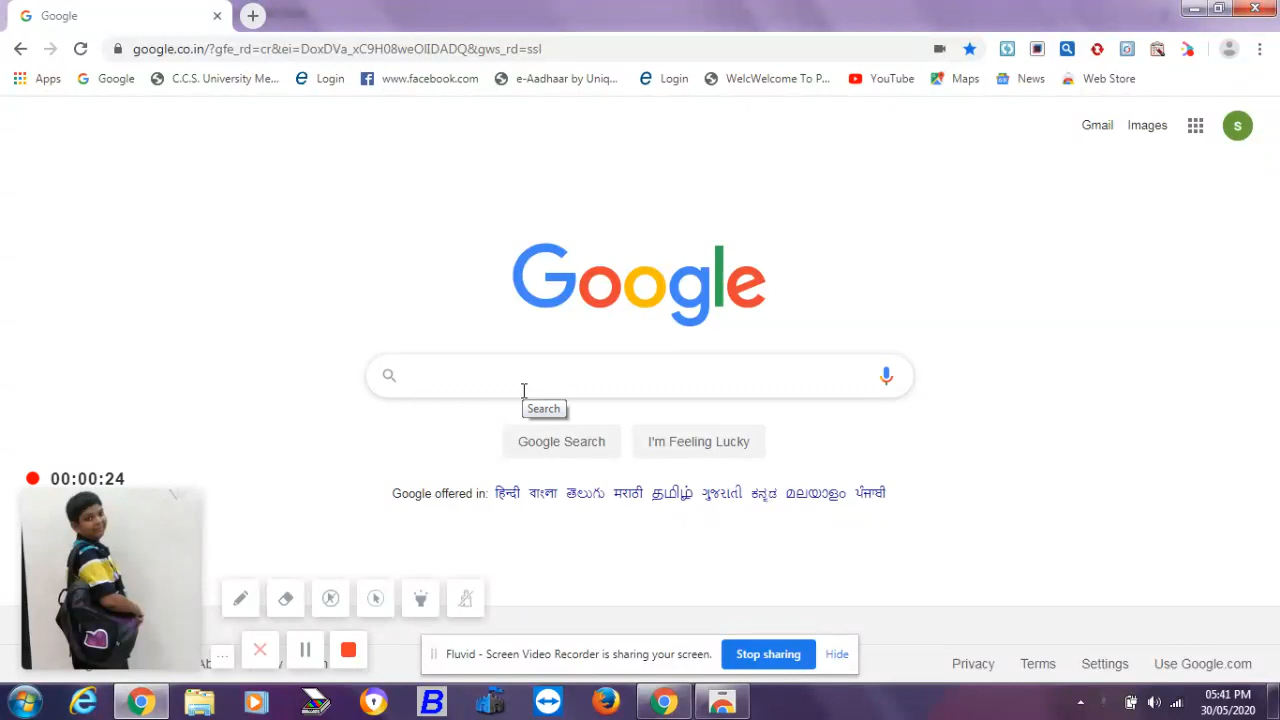 Google
google.co.in/?gfe_rd=cr&ei=DoxDVa_xC9H08weOlIDADQ&gws_rd=ssl
Apps Google C.C.S. University Me... Login www.facebook.com e-Aadhaar by Uniq... Login WelcWelcome To P... YouTube Maps News Web Store
Gmail Images S
Google
Search
Google Search I'm Feeling Lucky
Google offered in: हिन्दी বাংলা తెలుగు मराठी தமிழ் ગુજરાતી ಕನ್ನಡ മലയാളം ਪੰਜਾਬੀ
00:00:24
Fluvid - Screen Video Recorder is sharing your screen. Stop sharing Hide
Privacy Terms Settings Use Google.com
B
05:41 PM
30/05/2020